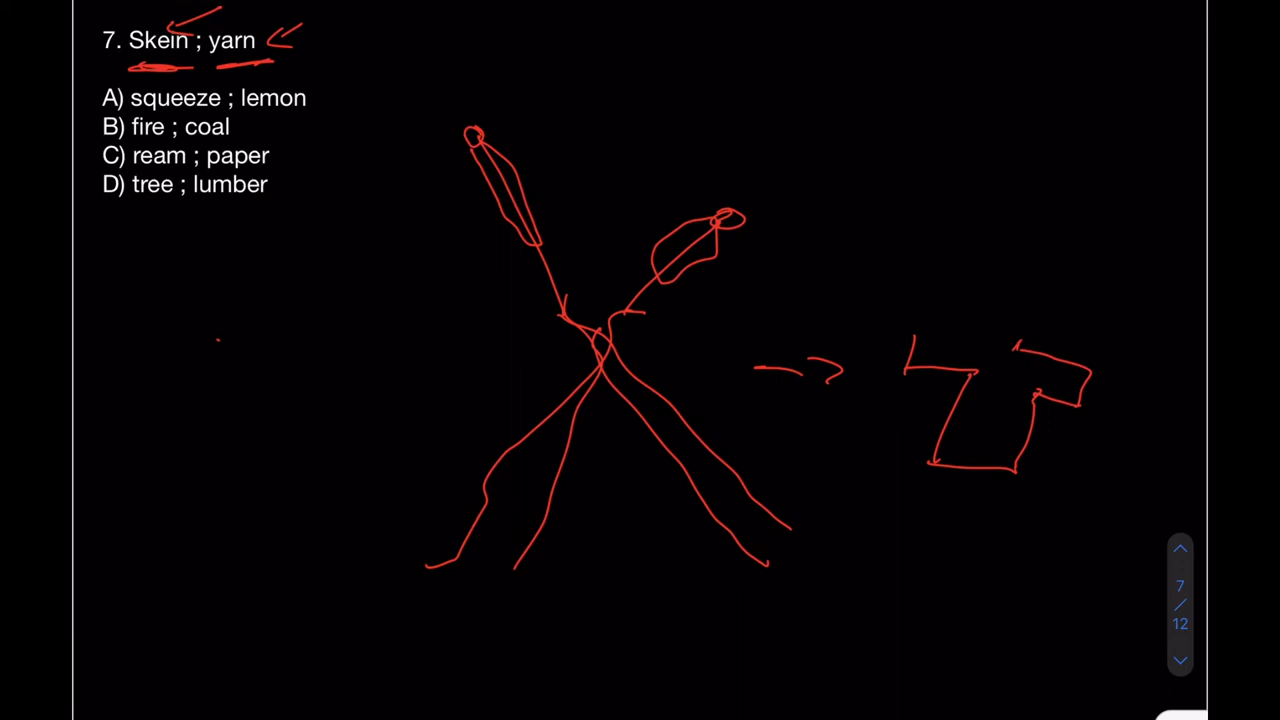 7. Skein ; yarn
A) squeeze ; lemon
B) fire ; coal
C) ream ; paper
D) tree ; lumber
7
/
12